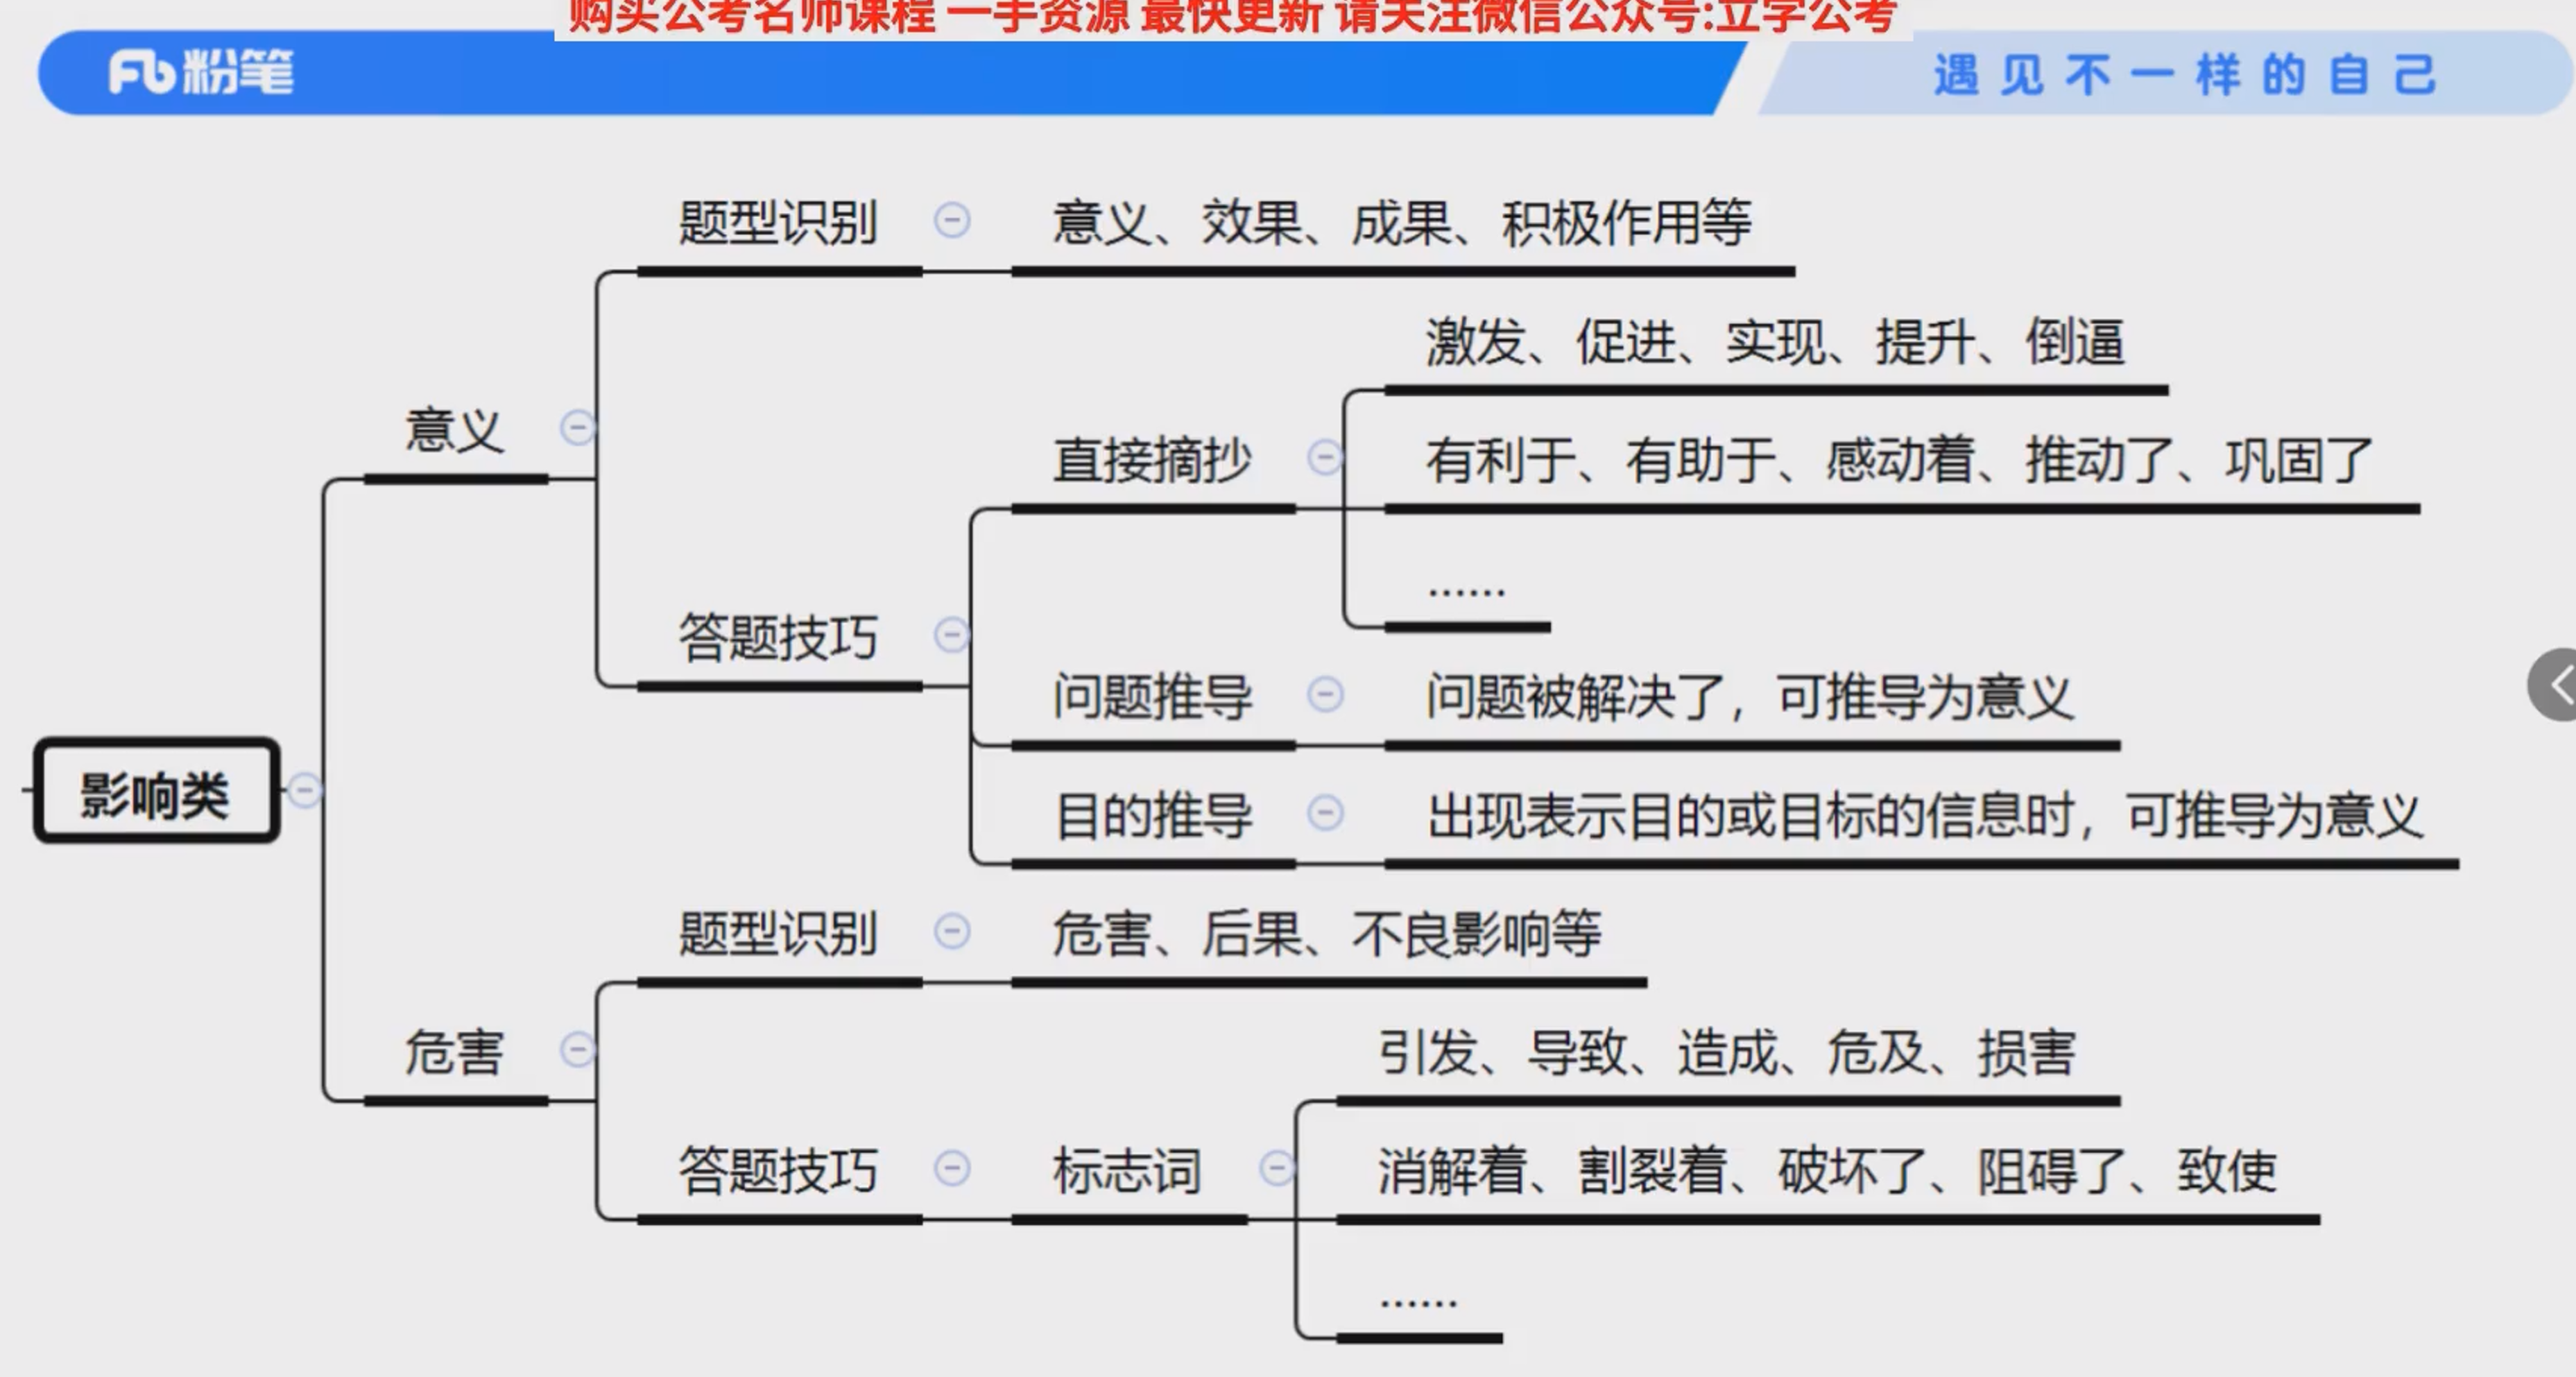 购买公考名师课程 一手资源 最快更新 请关注微信公众号:立学公考
粉笔
遇见不一样的自己
影响类
意义
题型识别
意义、效果、成果、积极作用等
答题技巧
直接摘抄
激发、促进、实现、提升、倒逼
有利于、有助于、感动着、推动了、巩固了
……
问题推导
问题被解决了，可推导为意义
目的推导
出现表示目的或目标的信息时，可推导为意义
危害
题型识别
危害、后果、不良影响等
答题技巧
标志词
引发、导致、造成、危及、损害
消解着、割裂着、破坏了、阻碍了、致使
……